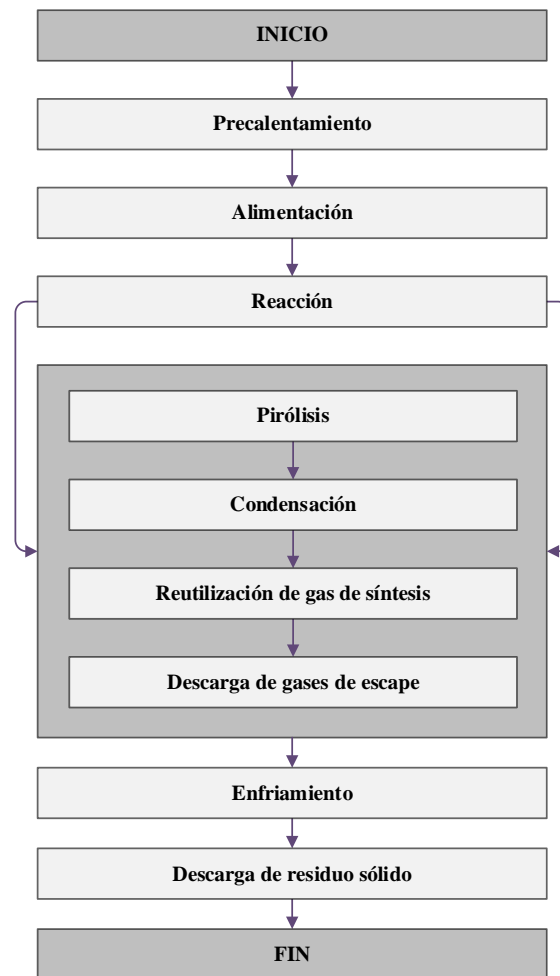 INICIO
Precalentamiento
Alimentación
Reacción
Pirólisis
Condensación
Reutilización de gas de síntesis
Descarga de gases de escape
Enfriamiento
Descarga de residuo sólido
FIN